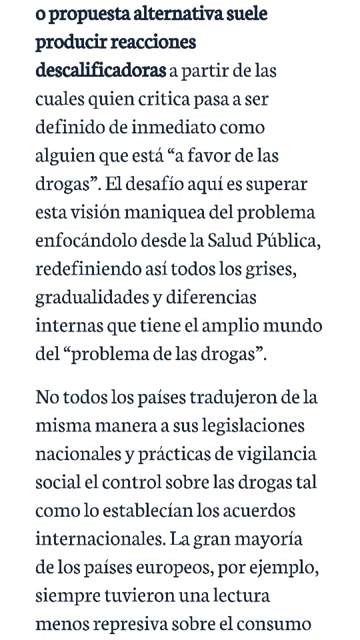 o propuesta alternativa suele
producir reacciones
descalificadoras a partir de las
cuales quien critica pasa a ser
definido de inmediato como
alguien que está “a favor de las
drogas”. El desafío aquí es superar
esta visión maniquea del problema
enfocándolo desde la Salud Pública,
redefiniendo así todos los grises,
gradualidades y diferencias
internas que tiene el amplio mundo
del “problema de las drogas”.
No todos los países tradujeron de la
misma manera a sus legislaciones
nacionales y prácticas de vigilancia
social el control sobre las drogas tal
como lo establecían los acuerdos
internacionales. La gran mayoría
de los países europeos, por ejemplo,
siempre tuvieron una lectura
menos represiva sobre el consumo